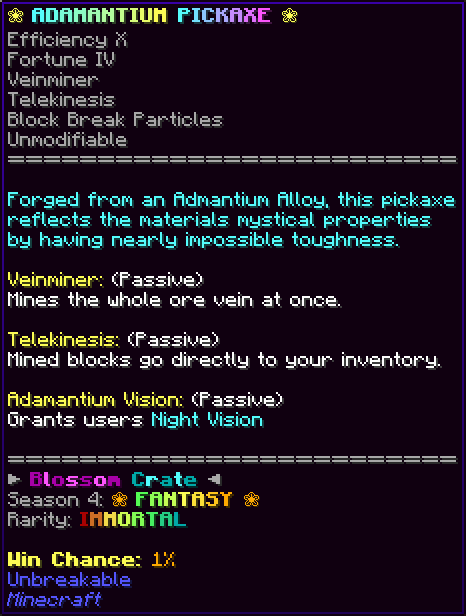 ❀ ADAMANTIUM PICKAXE ❀
Efficiency X
Fortune IV
Veinminer
Telekinesis
Block Break Particles
Unmodifiable
================================
Forged from an Admantium Alloy, this pickaxe
reflects the materials mystical properties
by having nearly impossible toughness.
Veinminer: (Passive)
Mines the whole ore vein at once.
Telekinesis: (Passive)
Mined blocks go directly to your inventory.
Adamantium Vision: (Passive)
Grants users Night Vision
================================
► Blossom Crate ◄
Season 4: ❀ FANTASY ❀
Rarity: IMMORTAL
Win Chance: 1%
Unbreakable
Minecraft